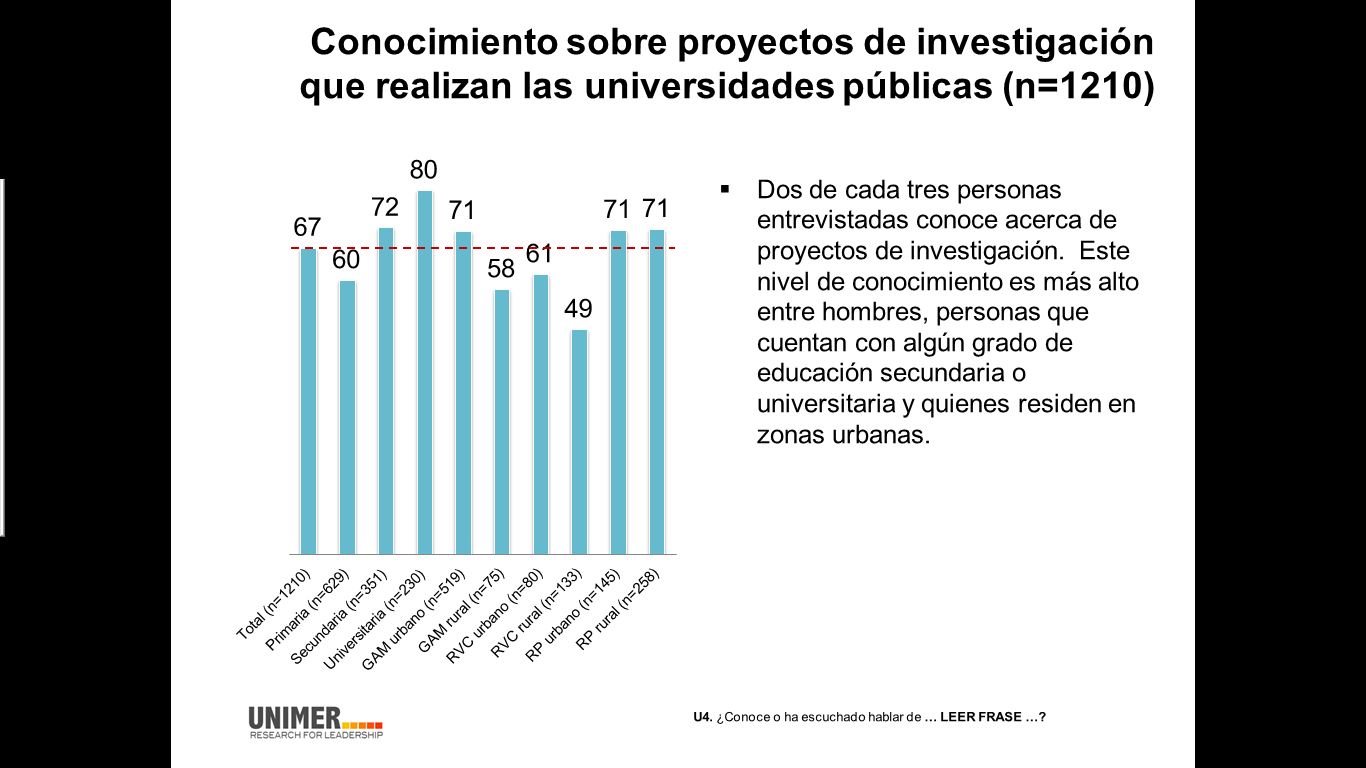 Conocimiento sobre proyectos de investigación
que realizan las universidades públicas (n=1210)
67
60
72
80
71
58
61
49
71
71
Total (n=1210)
Primaria (n=629)
Secundaria (n=351)
Universitaria (n=230)
GAM urbano (n=519)
GAM rural (n=75)
RVC urbano (n=80)
RVC rural (n=133)
RP urbano (n=145)
RP rural (n=258)
▪ Dos de cada tres personas
entrevistadas conoce acerca de
proyectos de investigación. Este
nivel de conocimiento es más alto
entre hombres, personas que
cuentan con algún grado de
educación secundaria o
universitaria y quienes residen en
zonas urbanas.
UNIMER
RESEARCH FOR LEADERSHIP
U4. ¿Conoce o ha escuchado hablar de … LEER FRASE …?